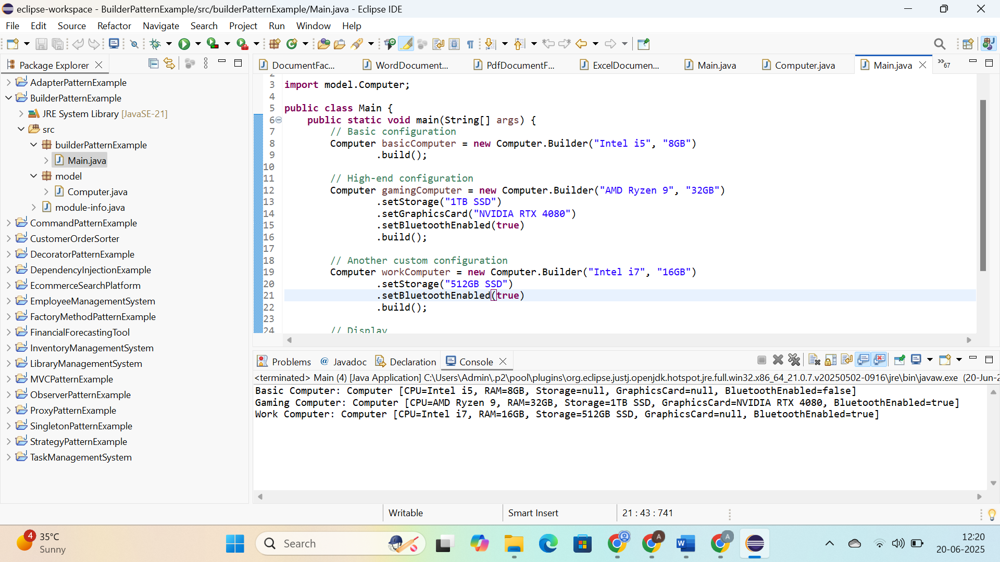 eclipse-workspace - BuilderPatternExample/src/builderPatternExample/Main.java - Eclipse IDE
File Edit Source Refactor Navigate Search Project Run Window Help
Package Explorer
AdapterPatternExample
BuilderPatternExample
JRE System Library [JavaSE-21]
src
builderPatternExample
Main.java
model
Computer.java
module-info.java
CommandPatternExample
CustomerOrderSorter
DecoratorPatternExample
DependencyInjectionExample
EcommerceSearchPlatform
EmployeeManagementSystem
FactoryMethodPatternExample
FinancialForecastingTool
InventoryManagementSystem
LibraryManagementSystem
MVCPatternExample
ObserverPatternExample
ProxyPatternExample
SingletonPatternExample
StrategyPatternExample
TaskManagementSystem
DocumentFac... WordDocument... PdfDocumentF... ExcelDocumen... Main.java Computer.java Main.java »67
2
3 import model.Computer;
4
5 public class Main {
6 public static void main(String[] args) {
7 // Basic configuration
8 Computer basicComputer = new Computer.Builder("Intel i5", "8GB")
9 .build();
10
11 // High-end configuration
12 Computer gamingComputer = new Computer.Builder("AMD Ryzen 9", "32GB")
13 .setStorage("1TB SSD")
14 .setGraphicsCard("NVIDIA RTX 4080")
15 .setBluetoothEnabled(true)
16 .build();
17
18 // Another custom configuration
19 Computer workComputer = new Computer.Builder("Intel i7", "16GB")
20 .setStorage("512GB SSD")
21 .setBluetoothEnabled(true)
22 .build();
23
24 // Display
Problems @ Javadoc Declaration Console
<terminated> Main (4) [Java Application] C:\Users\Admin\.p2\pool\plugins\org.eclipse.justj.openjdk.hotspot.jre.full.win32.x86_64_21.0.7.v20250502-0916\jre\bin\javaw.exe (20-Jun-2
Basic Computer: Computer [CPU=Intel i5, RAM=8GB, Storage=null, GraphicsCard=null, BluetoothEnabled=false]
Gaming Computer: Computer [CPU=AMD Ryzen 9, RAM=32GB, Storage=1TB SSD, GraphicsCard=NVIDIA RTX 4080, BluetoothEnabled=true]
Work Computer: Computer [CPU=Intel i7, RAM=16GB, Storage=512GB SSD, GraphicsCard=null, BluetoothEnabled=true]
Writable Smart Insert 21 : 43 : 741
4
35°C
Sunny
Search
12:20
20-06-2025